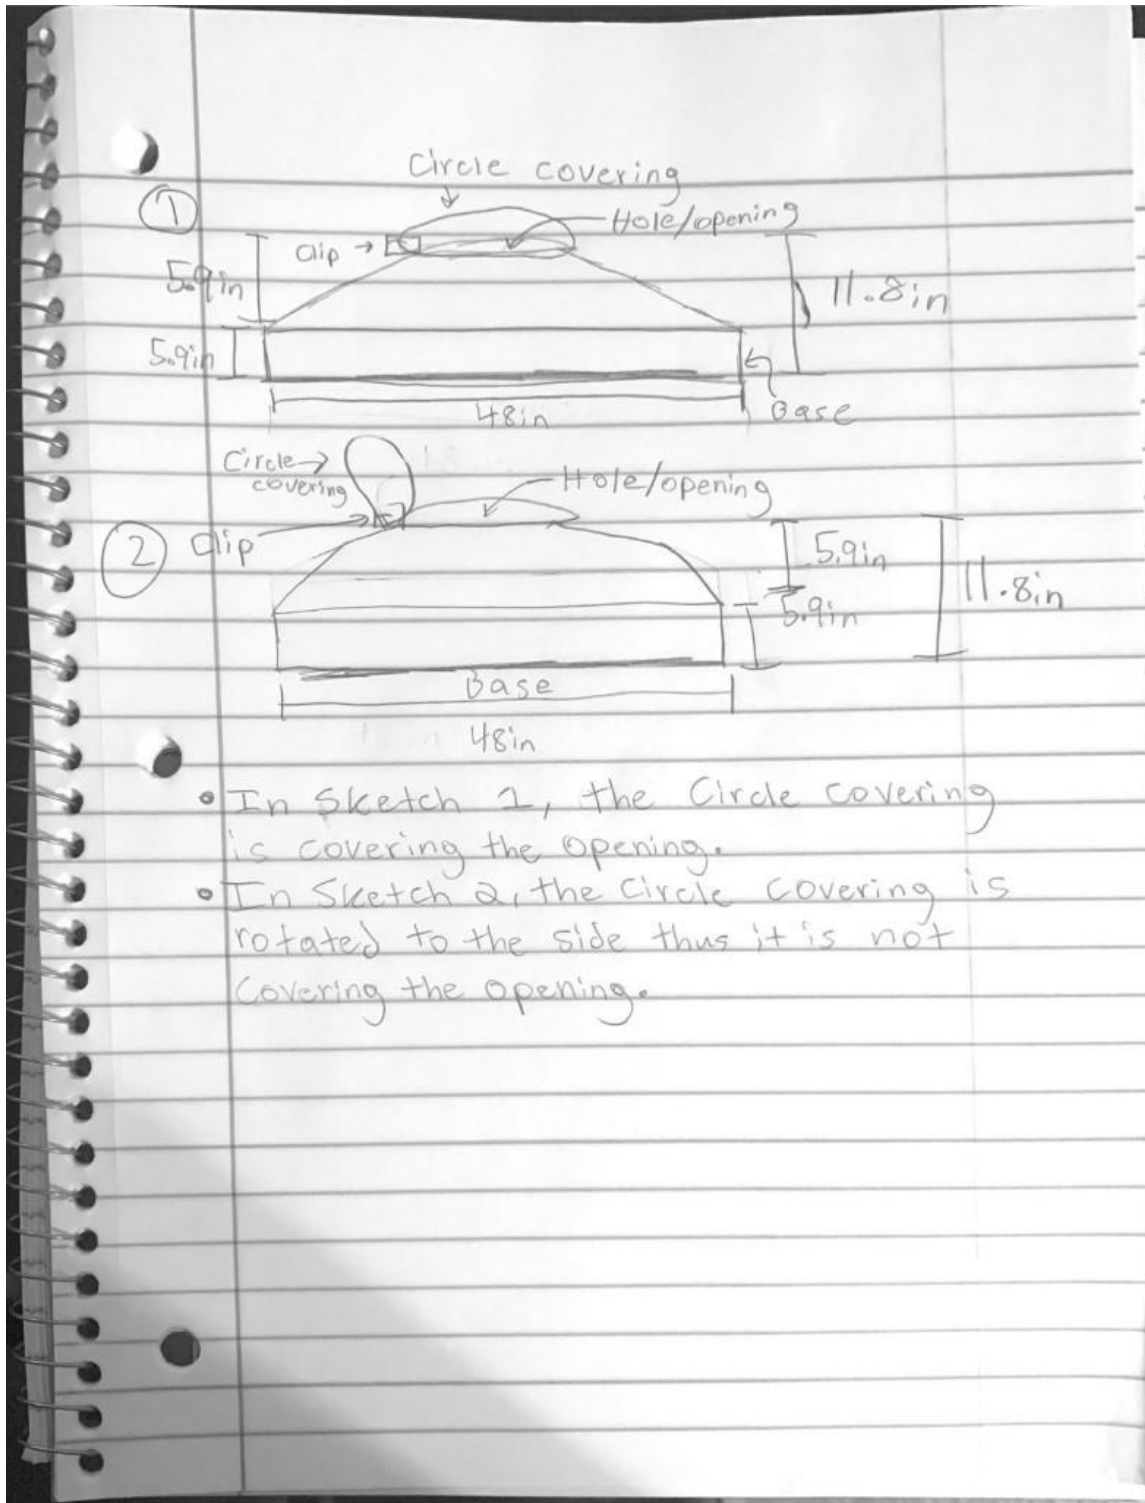 Circle covering
1
Hole/opening
Clip →
5.9in
11.8in
5.9in
48in
Base
Circle→
covering
Hole/opening
2
Clip
5.9in
5.9in
11.8in
Base
48in
• In Sketch 1, the Circle covering
is covering the opening.
• In Sketch 2, the Circle covering is
rotated to the side thus it is not
Covering the opening.